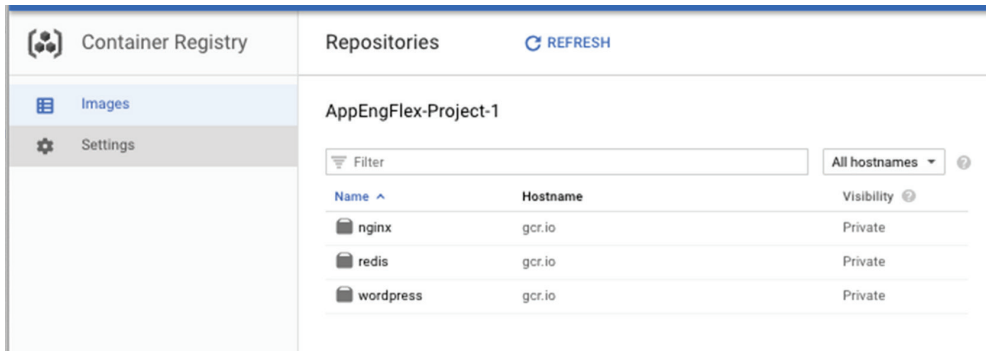 Container Registry
Repositories
REFRESH
Images
Settings
AppEngFlex-Project-1
Filter
All hostnames
Name
Hostname
Visibility
nginx
gcr.io
Private
redis
gcr.io
Private
wordpress
gcr.io
Private